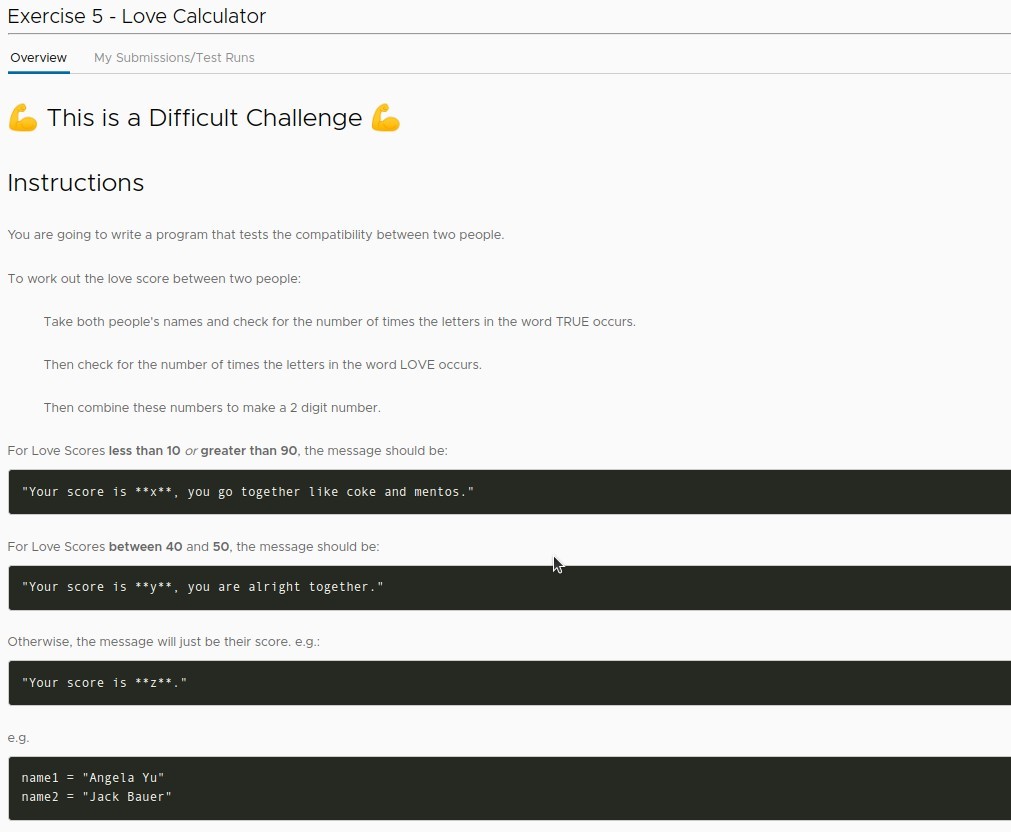 Exercise 5 - Love Calculator
Overview My Submissions/Test Runs
💪 This is a Difficult Challenge 💪
Instructions
You are going to write a program that tests the compatibility between two people.
To work out the love score between two people:
Take both people's names and check for the number of times the letters in the word TRUE occurs.
Then check for the number of times the letters in the word LOVE occurs.
Then combine these numbers to make a 2 digit number.
For Love Scores less than 10 or greater than 90, the message should be:
"Your score is **x**, you go together like coke and mentos."
For Love Scores between 40 and 50, the message should be:
"Your score is **y**, you are alright together."
Otherwise, the message will just be their score. e.g.:
"Your score is **z**."
e.g.
name1 = "Angela Yu"
name2 = "Jack Bauer"